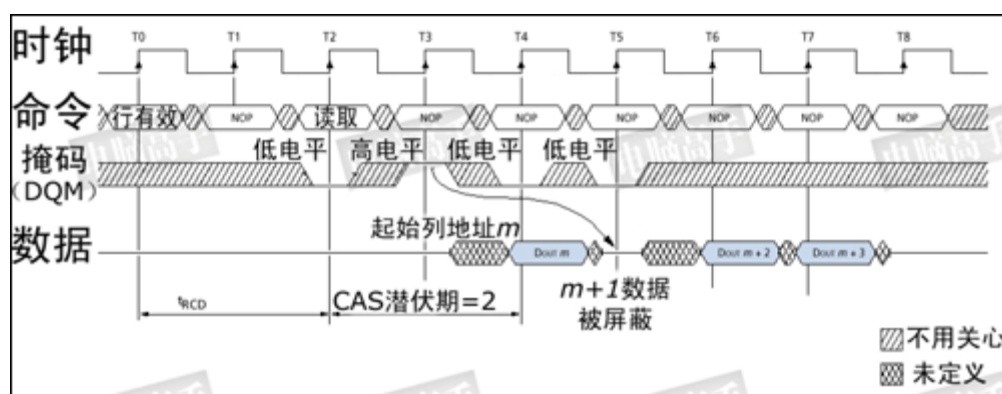 时钟 T0 T1 T2 T3 T4 T5 T6 T7 T8
命令 行有效 NOP 读取 NOP NOP NOP NOP NOP NOP
掩码 低电平 高电平 低电平 低电平
(DQM)
起始列地址m
数据 DOUT m DOUT m + 2 DOUT m + 3
tRCD CAS潜伏期=2 m+1数据
被屏蔽
不用关心
未定义